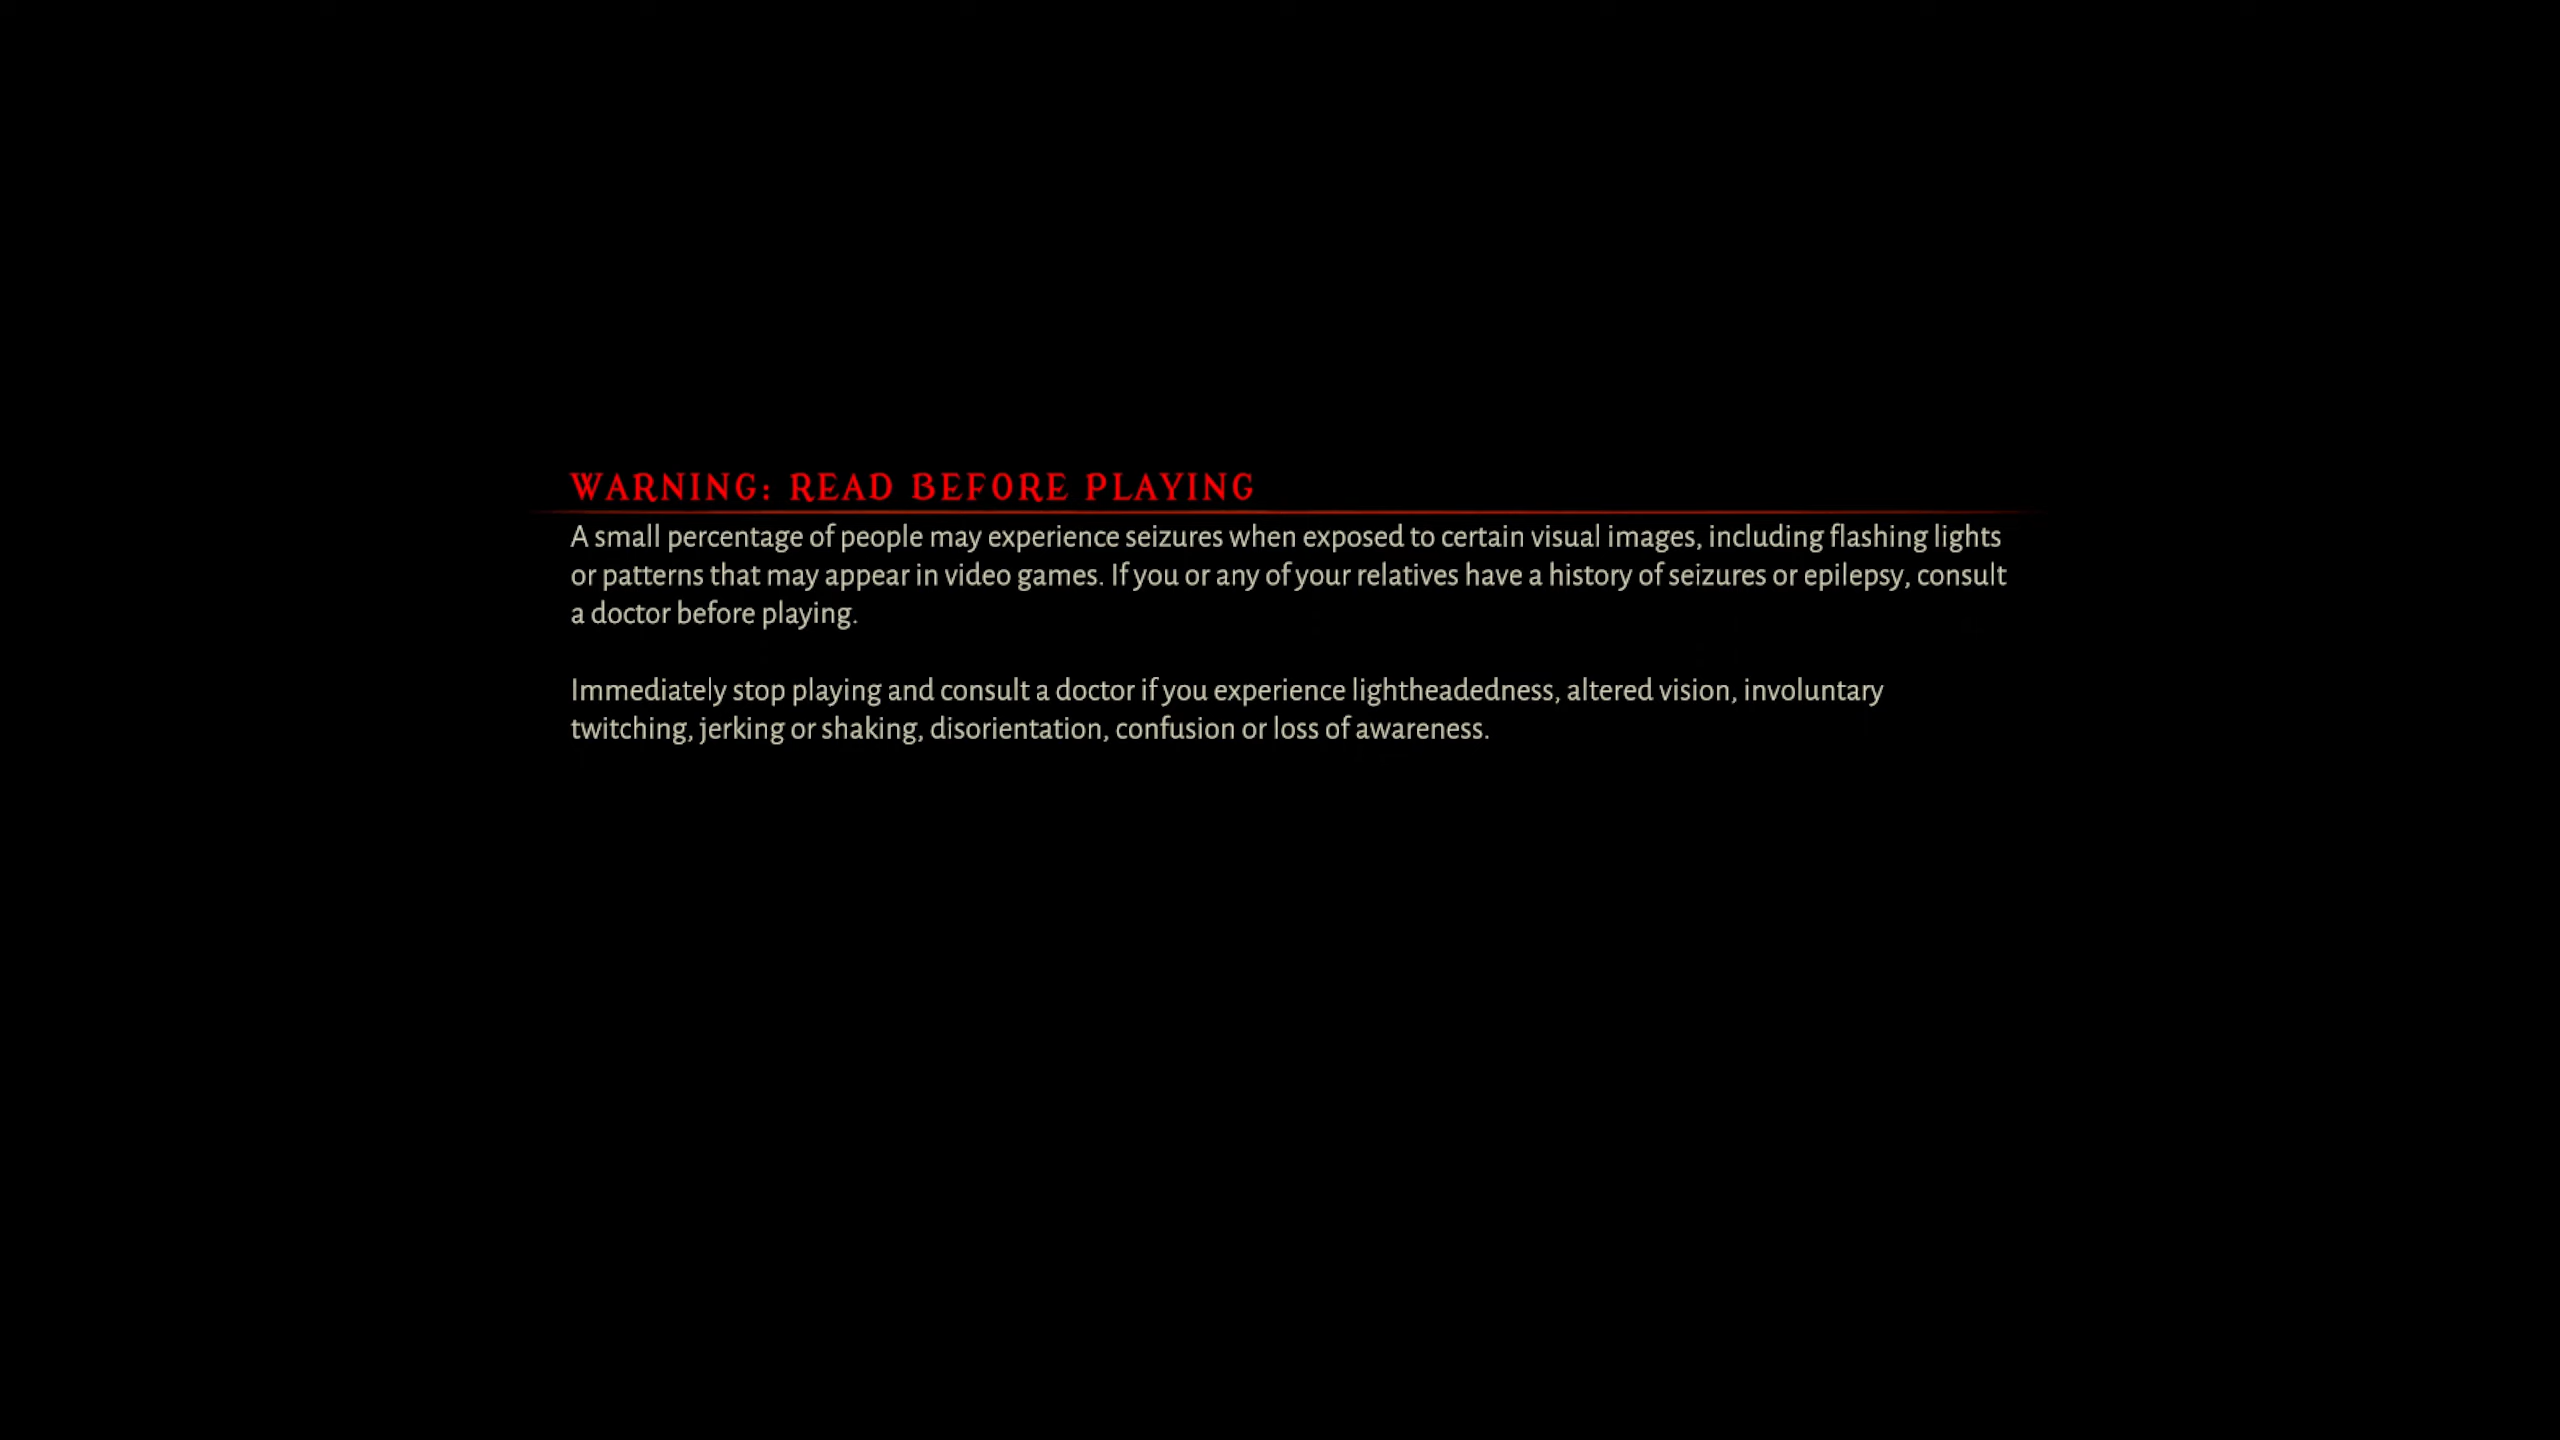 WARNING: READ BEFORE PLAYING
A small percentage of people may experience seizures when exposed to certain visual images, including flashing lights
or patterns that may appear in video games. If you or any of your relatives have a history of seizures or epilepsy, consult
a doctor before playing.
Immediately stop playing and consult a doctor if you experience lightheadedness, altered vision, involuntary
twitching, jerking or shaking, disorientation, confusion or loss of awareness.